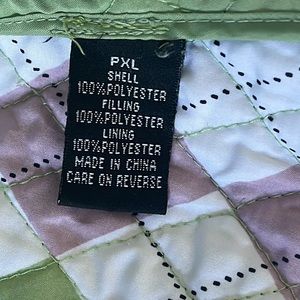 PXL
SHELL
100%POLYESTER
FILLING
100%POLYESTER
LINING
100%POLYESTER
MADE IN CHINA
CARE ON REVERSE